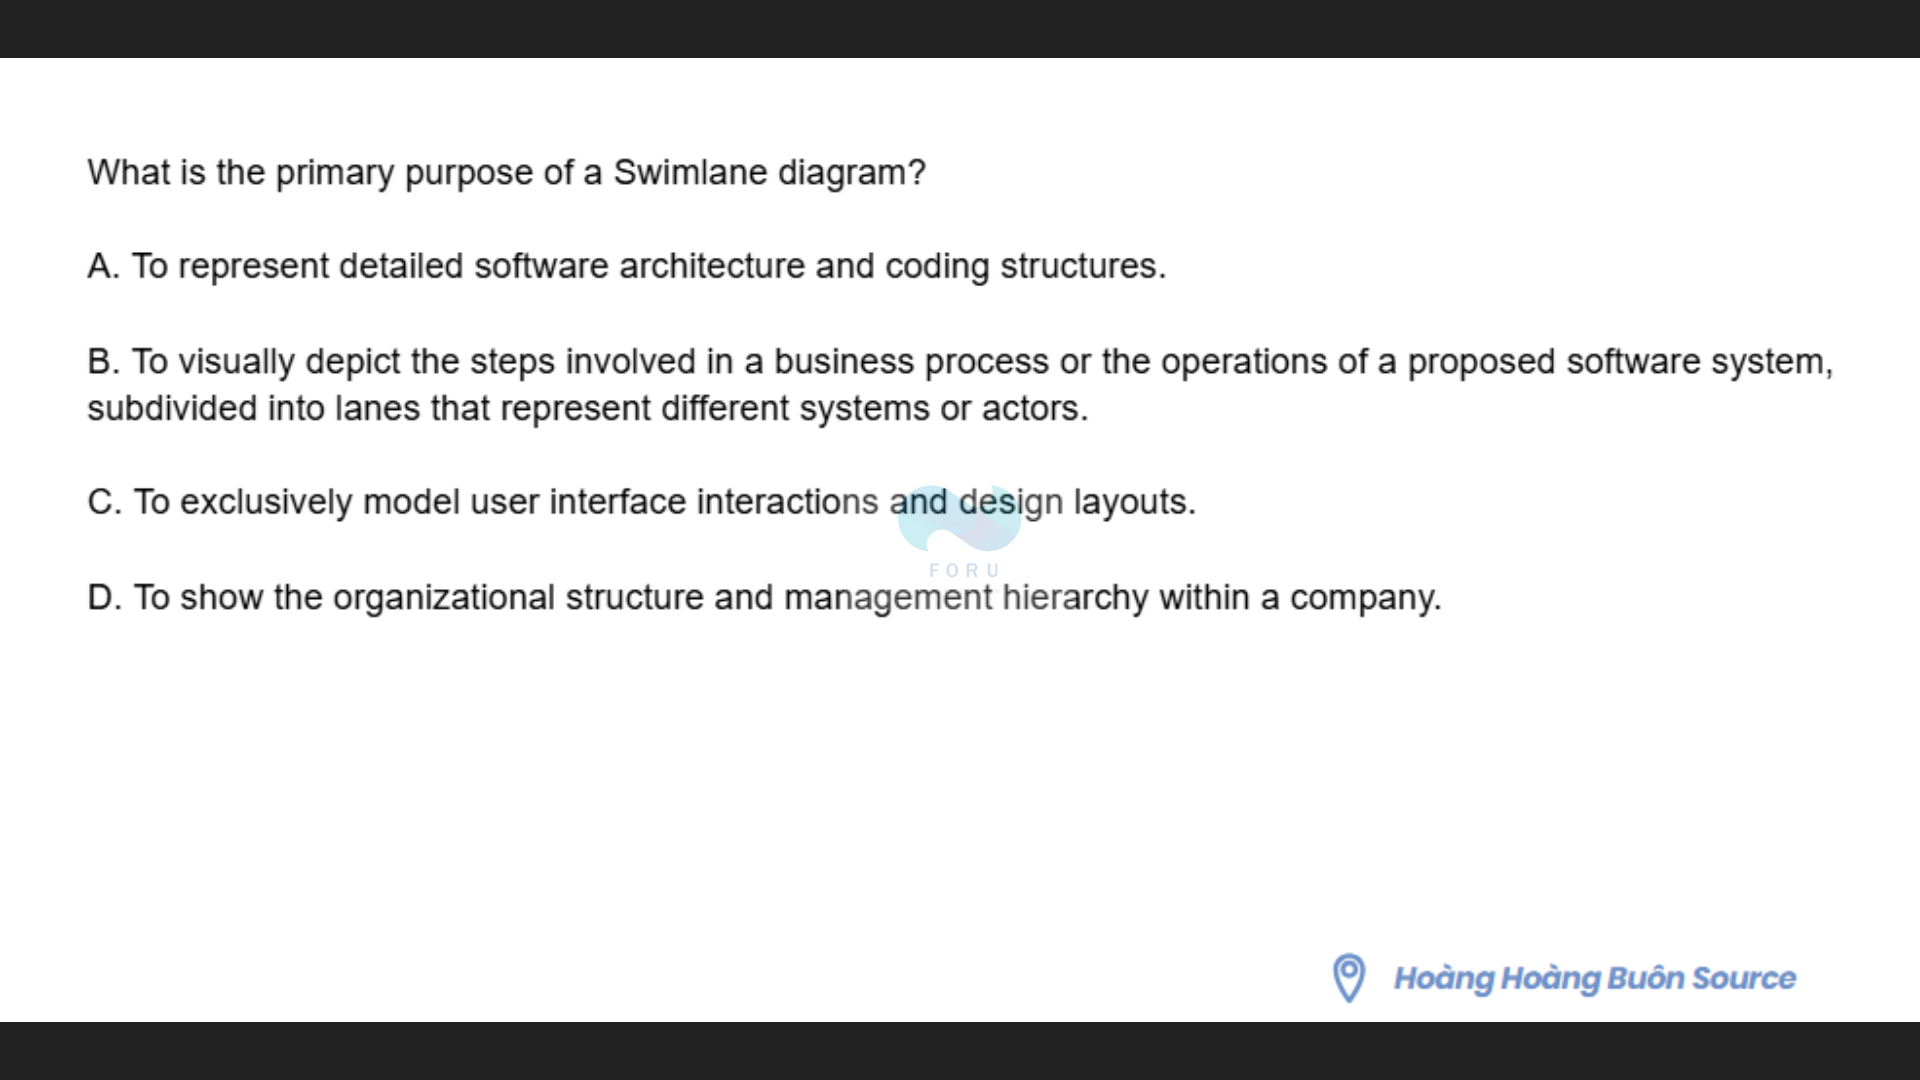 What is the primary purpose of a Swimlane diagram?
A. To represent detailed software architecture and coding structures.
B. To visually depict the steps involved in a business process or the operations of a proposed software system,
subdivided into lanes that represent different systems or actors.
C. To exclusively model user interface interactions and design layouts.
FORU
D. To show the organizational structure and management hierarchy within a company.
Hoàng Hoàng Buôn Source